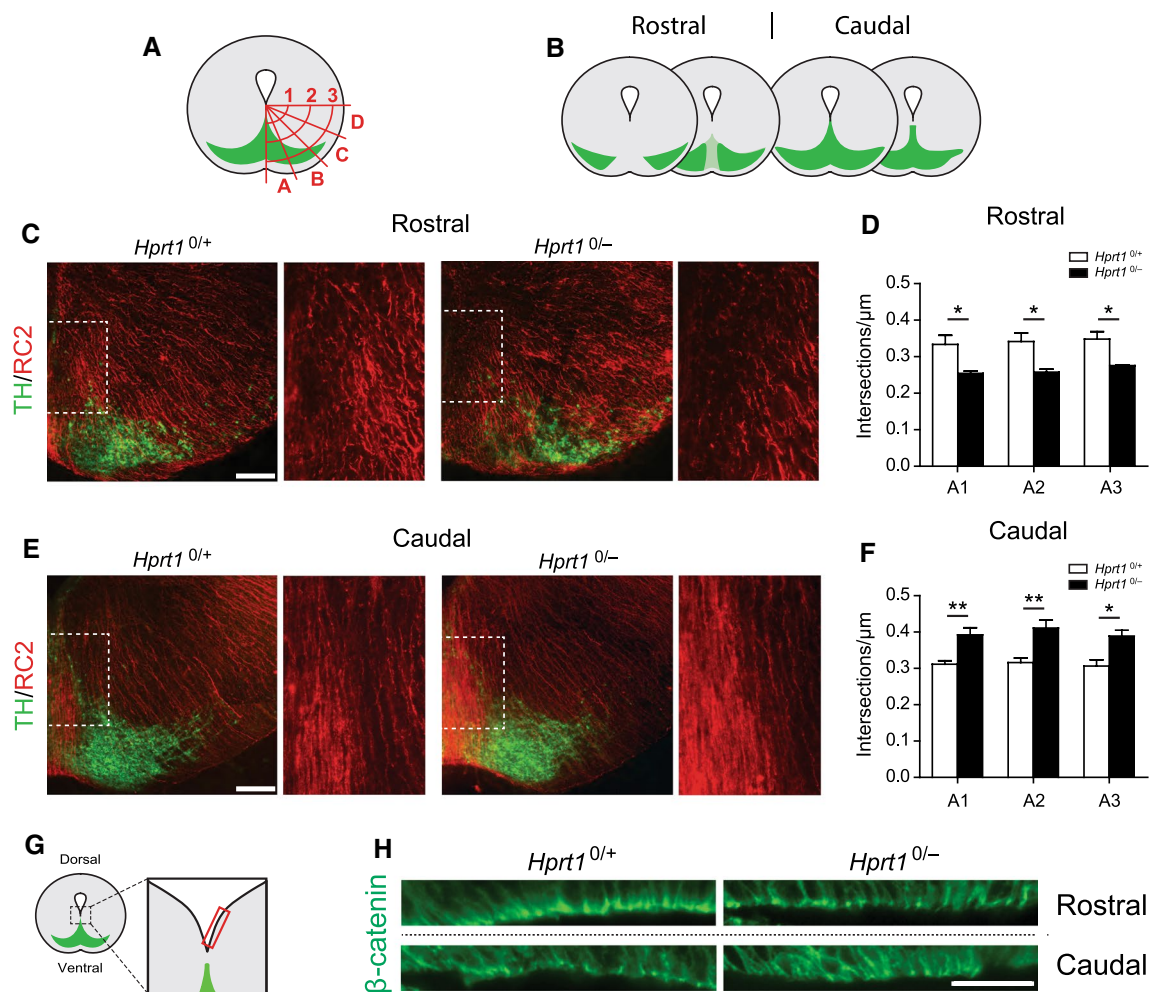 A
1 2 3
D
C
B
A
B
Rostral | Caudal
C
Rostral
Hprt1 0/+
Hprt1 0/–
TH/RC2
D
Rostral
Hprt1 0/+
Hprt1 0/–
Intersections/µm
0.5
0.4
0.3
0.2
0.1
0.0
* * *
A1 A2 A3
E
Caudal
Hprt1 0/+
Hprt1 0/–
TH/RC2
F
Caudal
Hprt1 0/+
Hprt1 0/–
Intersections/µm
0.5
0.4
0.3
0.2
0.1
0.0
** ** *
A1 A2 A3
G
Dorsal
Ventral
H
Hprt1 0/+
Hprt1 0/–
β-catenin
Rostral
Caudal